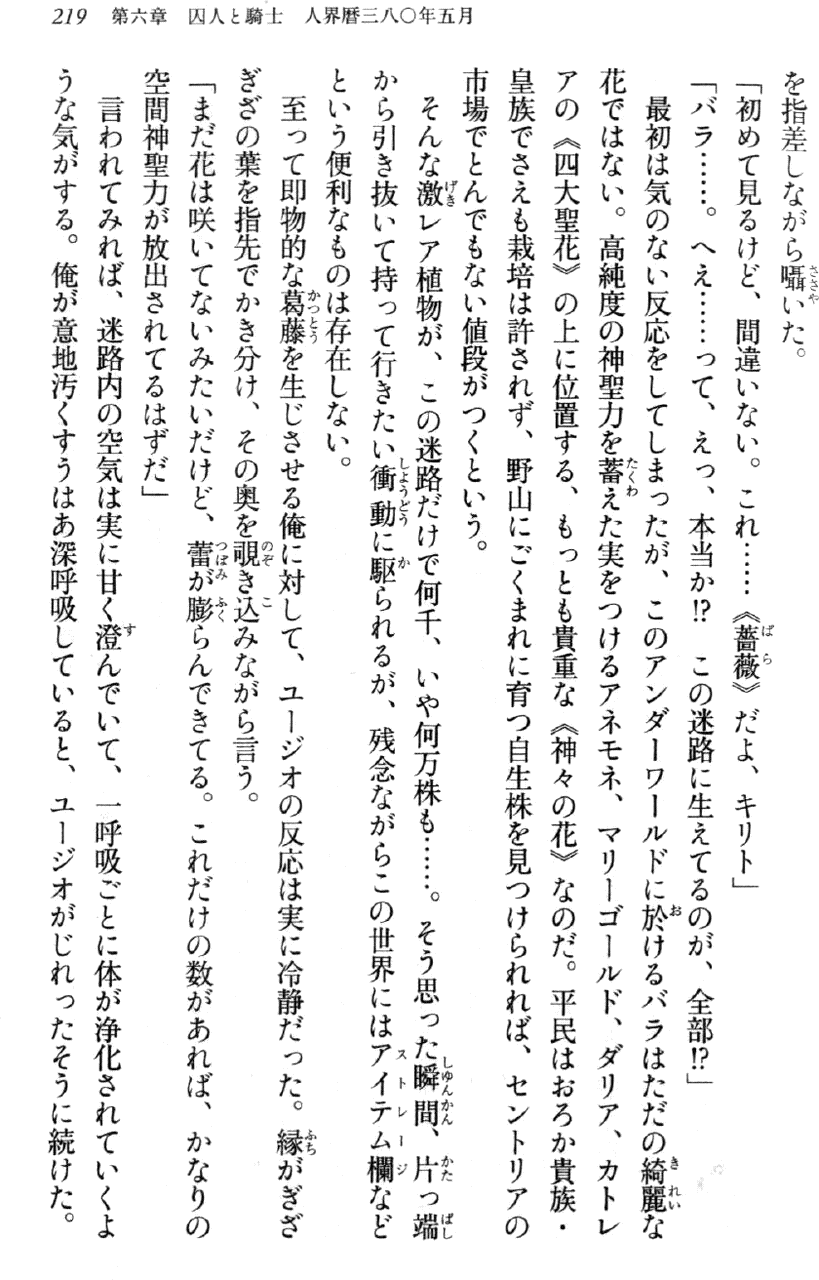 219　第六章　囚人と騎士　人界暦三八〇年五月
を指差しながら囁いた。
「初めて見るけど、間違いない。これ……《薔薇》だよ、キリト」
「バラ……。へえ……って、えっ、本当か!?　この迷路に生えてるのが、全部!?」
　最初は気のない反応をしてしまったが、このアンダーワールドに於けるバラはただの綺麗な
花ではない。高純度の神聖力を蓄えた実をつけるアネモネ、マリーゴールド、ダリア、カトレ
アの《四大聖花》の上に位置する、もっとも貴重な《神々の花》なのだ。平民はおろか貴族・
皇族でさえも栽培は許されず、野山にごくまれに育つ自生株を見つけられれば、セントリアの
市場でとんでもない値段がつくという。
　そんな激レア植物が、この迷路だけで何千、いや何万株も……。そう思った瞬間、片っ端
から引き抜いて持って行きたい衝動に駆られるが、残念ながらこの世界にはアイテム欄など
という便利なものは存在しない。
　至って即物的な葛藤を生じさせる俺に対して、ユージオの反応は実に冷静だった。縁がぎざ
ぎざの葉を指先でかき分け、その奥を覗き込みながら言う。
「まだ花は咲いてないみたいだけど、蕾が膨らんできてる。これだけの数があれば、かなりの
空間神聖力が放出されてるはずだ」
　言われてみれば、迷路内の空気は実に甘く澄んでいて、一呼吸ごとに体が浄化されていくよ
うな気がする。俺が意地汚くすうはあ深呼吸していると、ユージオがじれったそうに続けた。